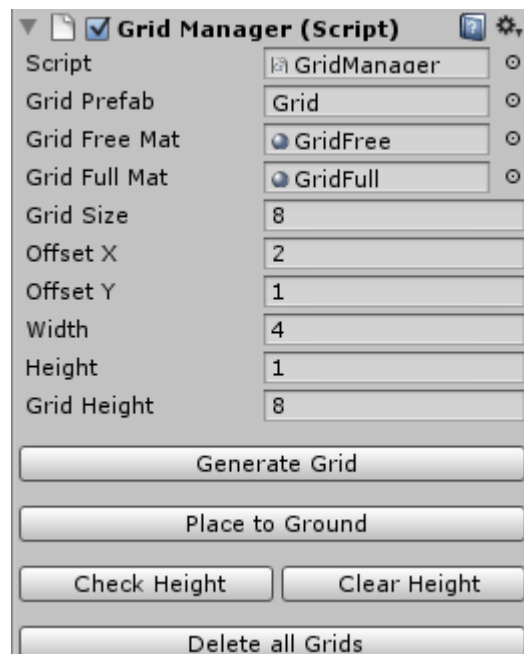 Grid Manager (Script)
Script GridManager
Grid Prefab Grid
Grid Free Mat GridFree
Grid Full Mat GridFull
Grid Size 8
Offset X 2
Offset Y 1
Width 4
Height 1
Grid Height 8
Generate Grid
Place to Ground
Check Height Clear Height
Delete all Grids